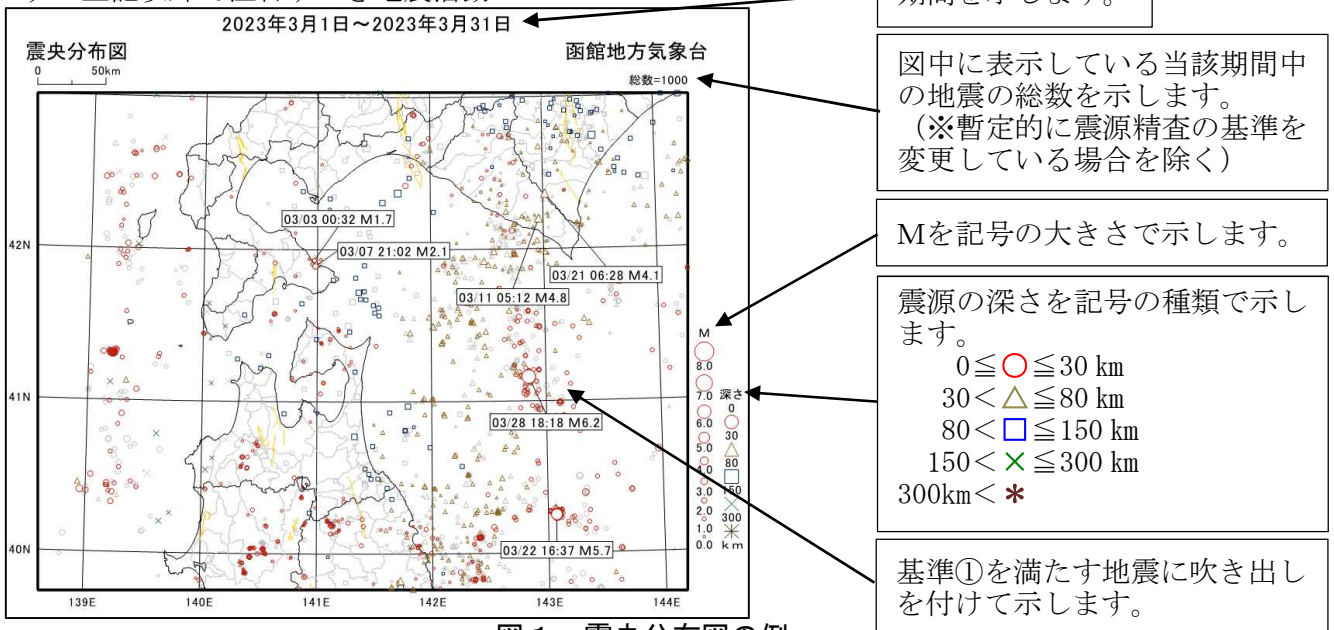 2023年3月1日～2023年3月31日
震央分布図
函館地方気象台
0 50km
総数=1000
42N
41N
40N
139E 140E 141E 142E 143E 144E
03/03 00:32 M1.7
03/07 21:02 M2.1
03/21 06:28 M4.1
03/11 05:12 M4.8
03/28 18:18 M6.2
03/22 16:37 M5.7
M
8.0
7.0
6.0
5.0
4.0
3.0
2.0
1.0
0.0
深さ
0
30
80
150
300
km
期間を示します。
図中に表示している当該期間中
の地震の総数を示します。
（※暫定的に震源精査の基準を
変更している場合を除く）
Mを記号の大きさで示します。
震源の深さを記号の種類で示し
ます。
0≦○≦30 km
30＜△≦80 km
80＜□≦150 km
150＜×≦300 km
300km＜＊
基準①を満たす地震に吹き出し
を付けて示します。
図1 震央分布図の例